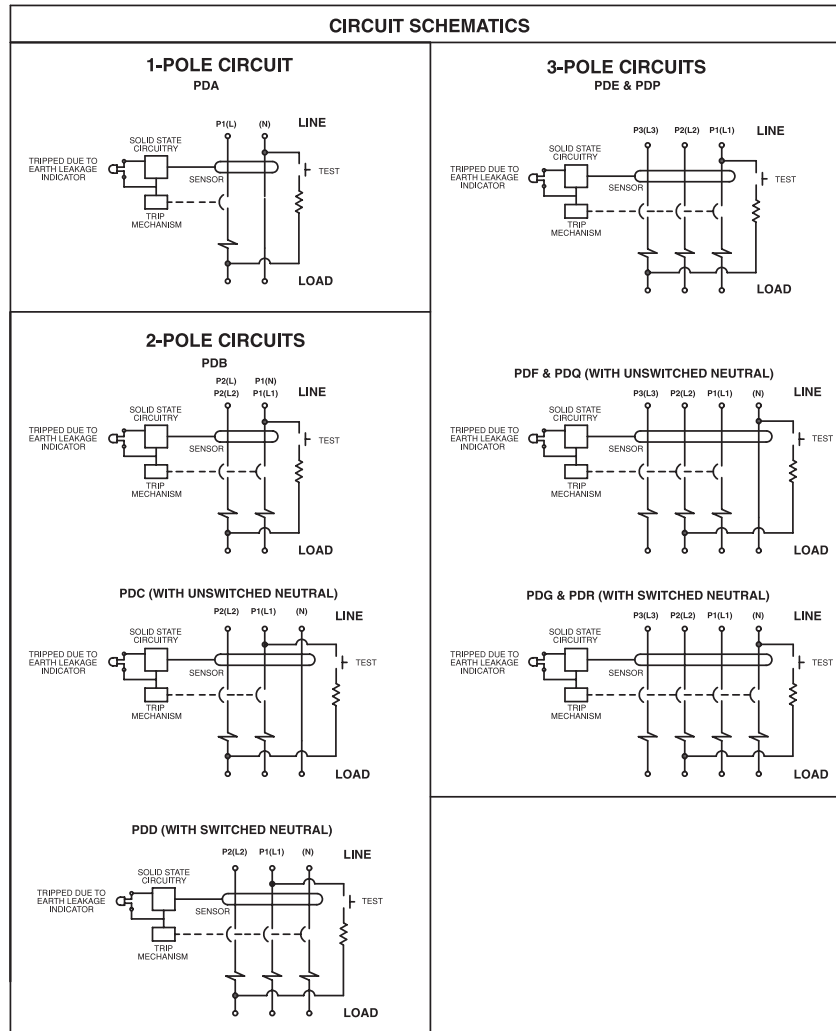 CIRCUIT SCHEMATICS
1-POLE CIRCUIT
PDA
P1(L) (N) LINE
SOLID STATE
CIRCUITRY
TRIPPED DUE TO
EARTH LEAKAGE
INDICATOR
SENSOR
TEST
TRIP
MECHANISM
LOAD
2-POLE CIRCUITS
PDB
P2(L) P1(N)
P2(L2) P1(L1)
LINE
SOLID STATE
CIRCUITRY
TRIPPED DUE TO
EARTH LEAKAGE
INDICATOR
SENSOR
TEST
TRIP
MECHANISM
LOAD
PDC (WITH UNSWITCHED NEUTRAL)
P2(L2) P1(L1) (N) LINE
SOLID STATE
CIRCUITRY
TRIPPED DUE TO
EARTH LEAKAGE
INDICATOR
SENSOR
TEST
TRIP
MECHANISM
LOAD
PDD (WITH SWITCHED NEUTRAL)
P2(L2) P1(L1) (N) LINE
SOLID STATE
CIRCUITRY
TRIPPED DUE TO
EARTH LEAKAGE
INDICATOR
SENSOR
TEST
TRIP
MECHANISM
LOAD
3-POLE CIRCUITS
PDE & PDP
P3(L3) P2(L2) P1(L1) LINE
SOLID STATE
CIRCUITRY
TRIPPED DUE TO
EARTH LEAKAGE
INDICATOR
SENSOR
TEST
TRIP
MECHANISM
LOAD
PDF & PDQ (WITH UNSWITCHED NEUTRAL)
P3(L3) P2(L2) P1(L1) (N) LINE
SOLID STATE
CIRCUITRY
TRIPPED DUE TO
EARTH LEAKAGE
INDICATOR
SENSOR
TEST
TRIP
MECHANISM
LOAD
PDG & PDR (WITH SWITCHED NEUTRAL)
P3(L3) P2(L2) P1(L1) (N) LINE
SOLID STATE
CIRCUITRY
TRIPPED DUE TO
EARTH LEAKAGE
INDICATOR
SENSOR
TEST
TRIP
MECHANISM
LOAD